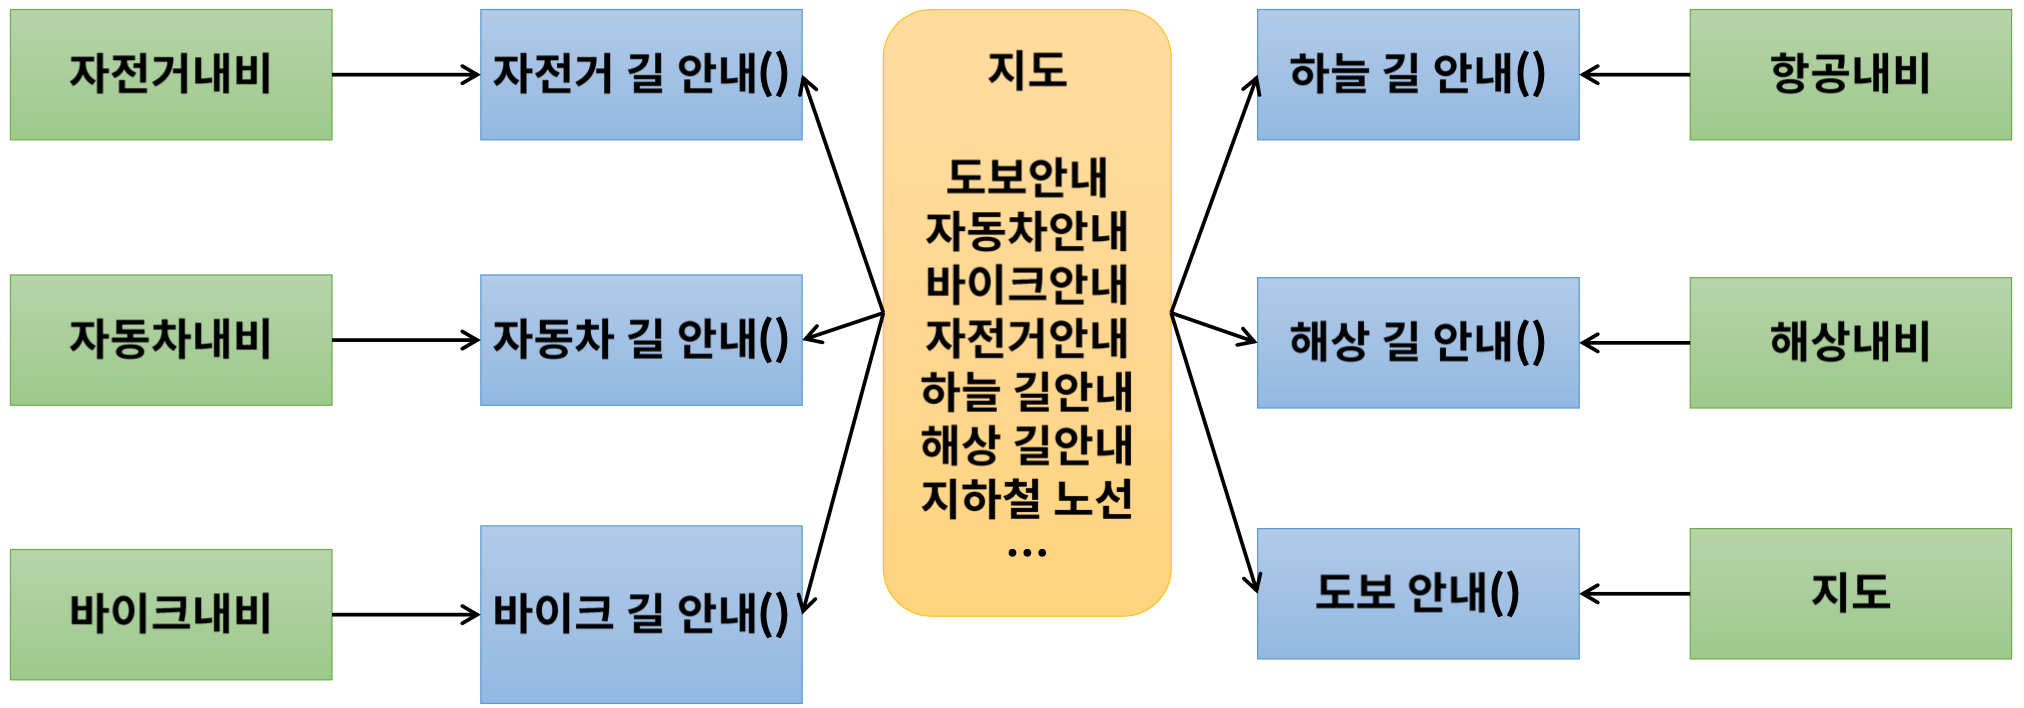 자전거내비
자전거 길 안내()
자동차내비
자동차 길 안내()
바이크내비
바이크 길 안내()
지도
도보안내
자동차안내
바이크안내
자전거안내
하늘 길안내
해상 길안내
지하철 노선
...
하늘 길 안내()
항공내비
해상 길 안내()
해상내비
도보 안내()
지도